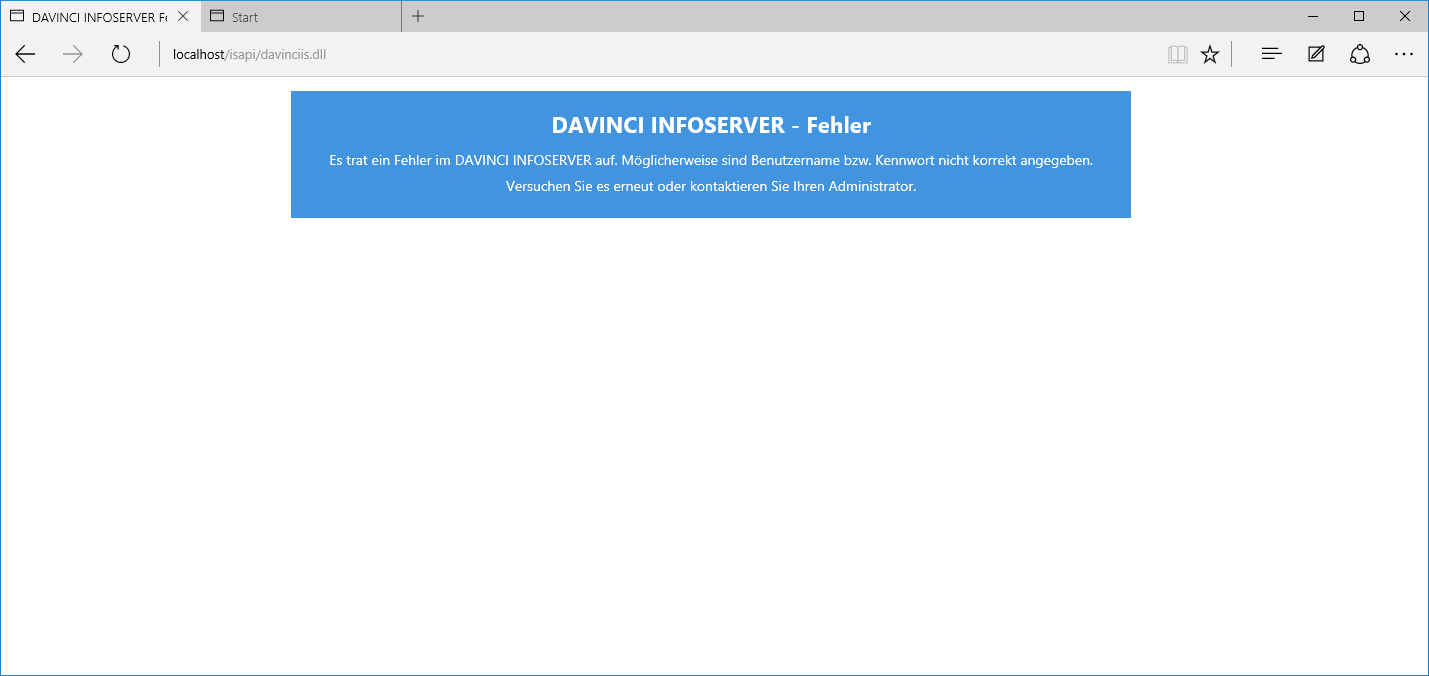 DAVINCI INFOSERVER Fe
Start
localhost/isapi/davinciis.dll
DAVINCI INFOSERVER - Fehler
Es trat ein Fehler im DAVINCI INFOSERVER auf. Möglicherweise sind Benutzername bzw. Kennwort nicht korrekt angegeben.
Versuchen Sie es erneut oder kontaktieren Sie Ihren Administrator.